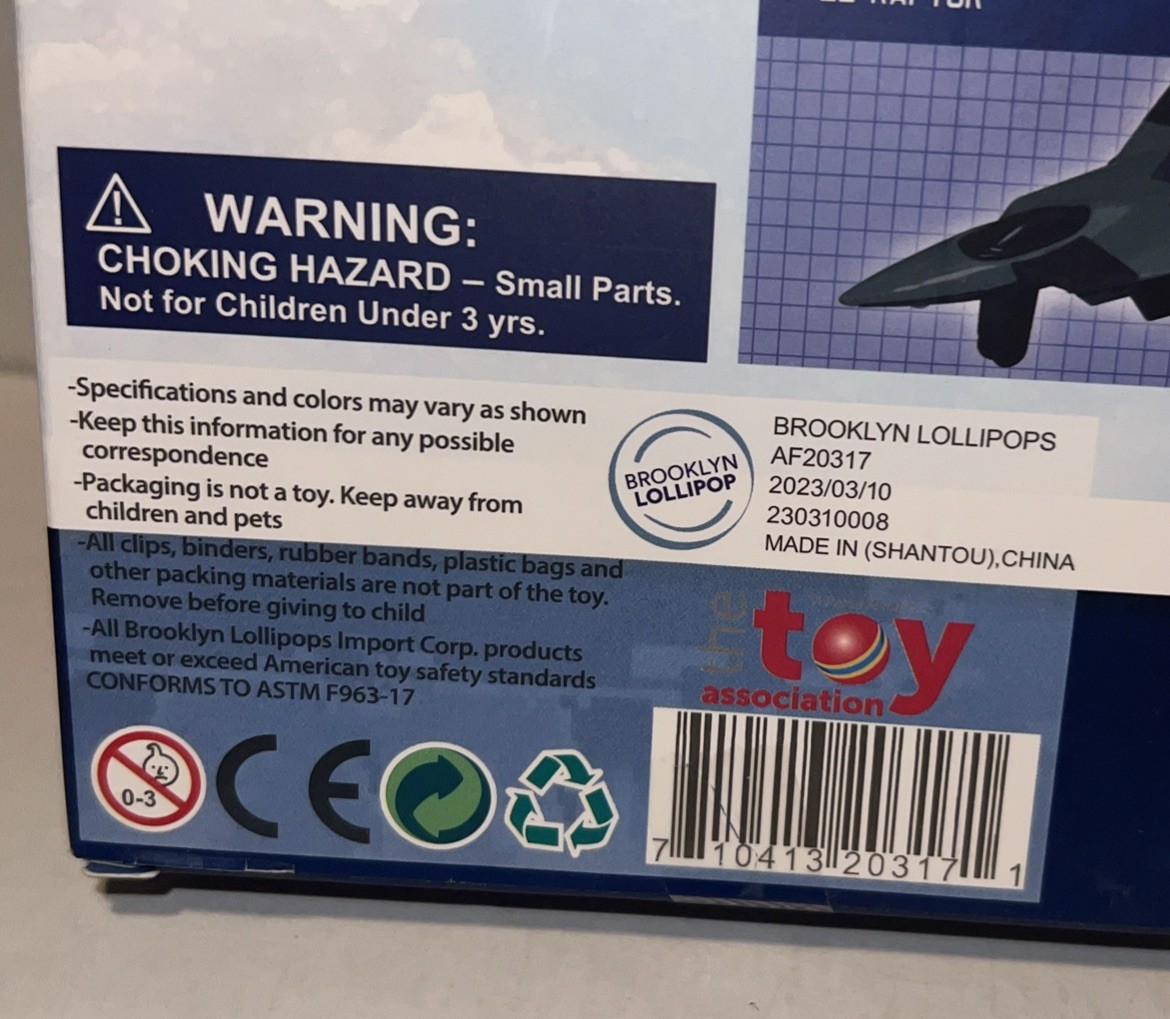 RAPTOR
WARNING:
CHOKING HAZARD – Small Parts.
Not for Children Under 3 yrs.
-Specifications and colors may vary as shown
-Keep this information for any possible
correspondence
-Packaging is not a toy. Keep away from
children and pets
-All clips, binders, rubber bands, plastic bags and
other packing materials are not part of the toy.
Remove before giving to child
-All Brooklyn Lollipops Import Corp. products
meet or exceed American toy safety standards
CONFORMS TO ASTM F963-17
BROOKLYN
LOLLIPOP
BROOKLYN LOLLIPOPS
AF20317
2023/03/10
230310008
MADE IN (SHANTOU),CHINA
the
toy
association
0-3
CE
7 10413 20317 1